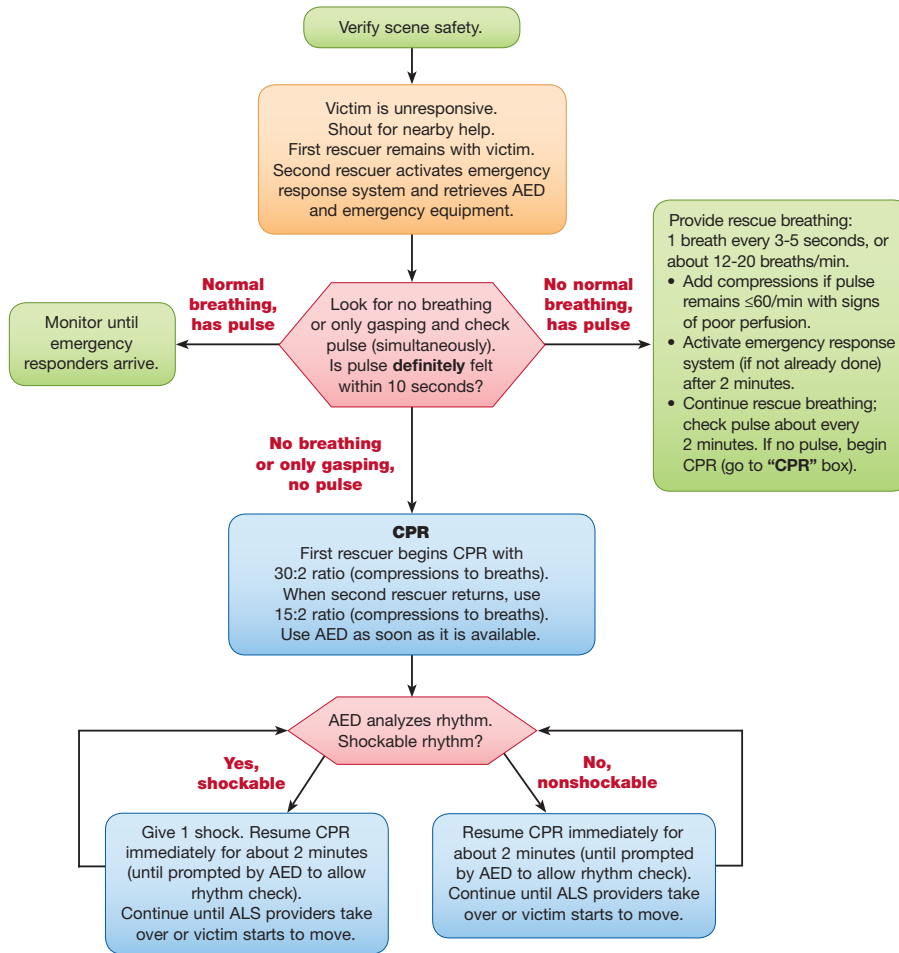 Verify scene safety.
Victim is unresponsive.
Shout for nearby help.
First rescuer remains with victim.
Second rescuer activates emergency
response system and retrieves AED
and emergency equipment.
Normal
breathing,
has pulse
Monitor until
emergency
responders arrive.
Look for no breathing
or only gasping and check
pulse (simultaneously).
Is pulse definitely felt
within 10 seconds?
No normal
breathing,
has pulse
Provide rescue breathing:
1 breath every 3-5 seconds, or
about 12-20 breaths/min.
• Add compressions if pulse
remains ≤60/min with signs
of poor perfusion.
• Activate emergency response
system (if not already done)
after 2 minutes.
• Continue rescue breathing;
check pulse about every
2 minutes. If no pulse, begin
CPR (go to “CPR” box).
No breathing
or only gasping,
no pulse
CPR
First rescuer begins CPR with
30:2 ratio (compressions to breaths).
When second rescuer returns, use
15:2 ratio (compressions to breaths).
Use AED as soon as it is available.
AED analyzes rhythm.
Shockable rhythm?
Yes,
shockable
No,
nonshockable
Give 1 shock. Resume CPR
immediately for about 2 minutes
(until prompted by AED to allow
rhythm check).
Continue until ALS providers take
over or victim starts to move.
Resume CPR immediately for
about 2 minutes (until prompted
by AED to allow rhythm check).
Continue until ALS providers take
over or victim starts to move.